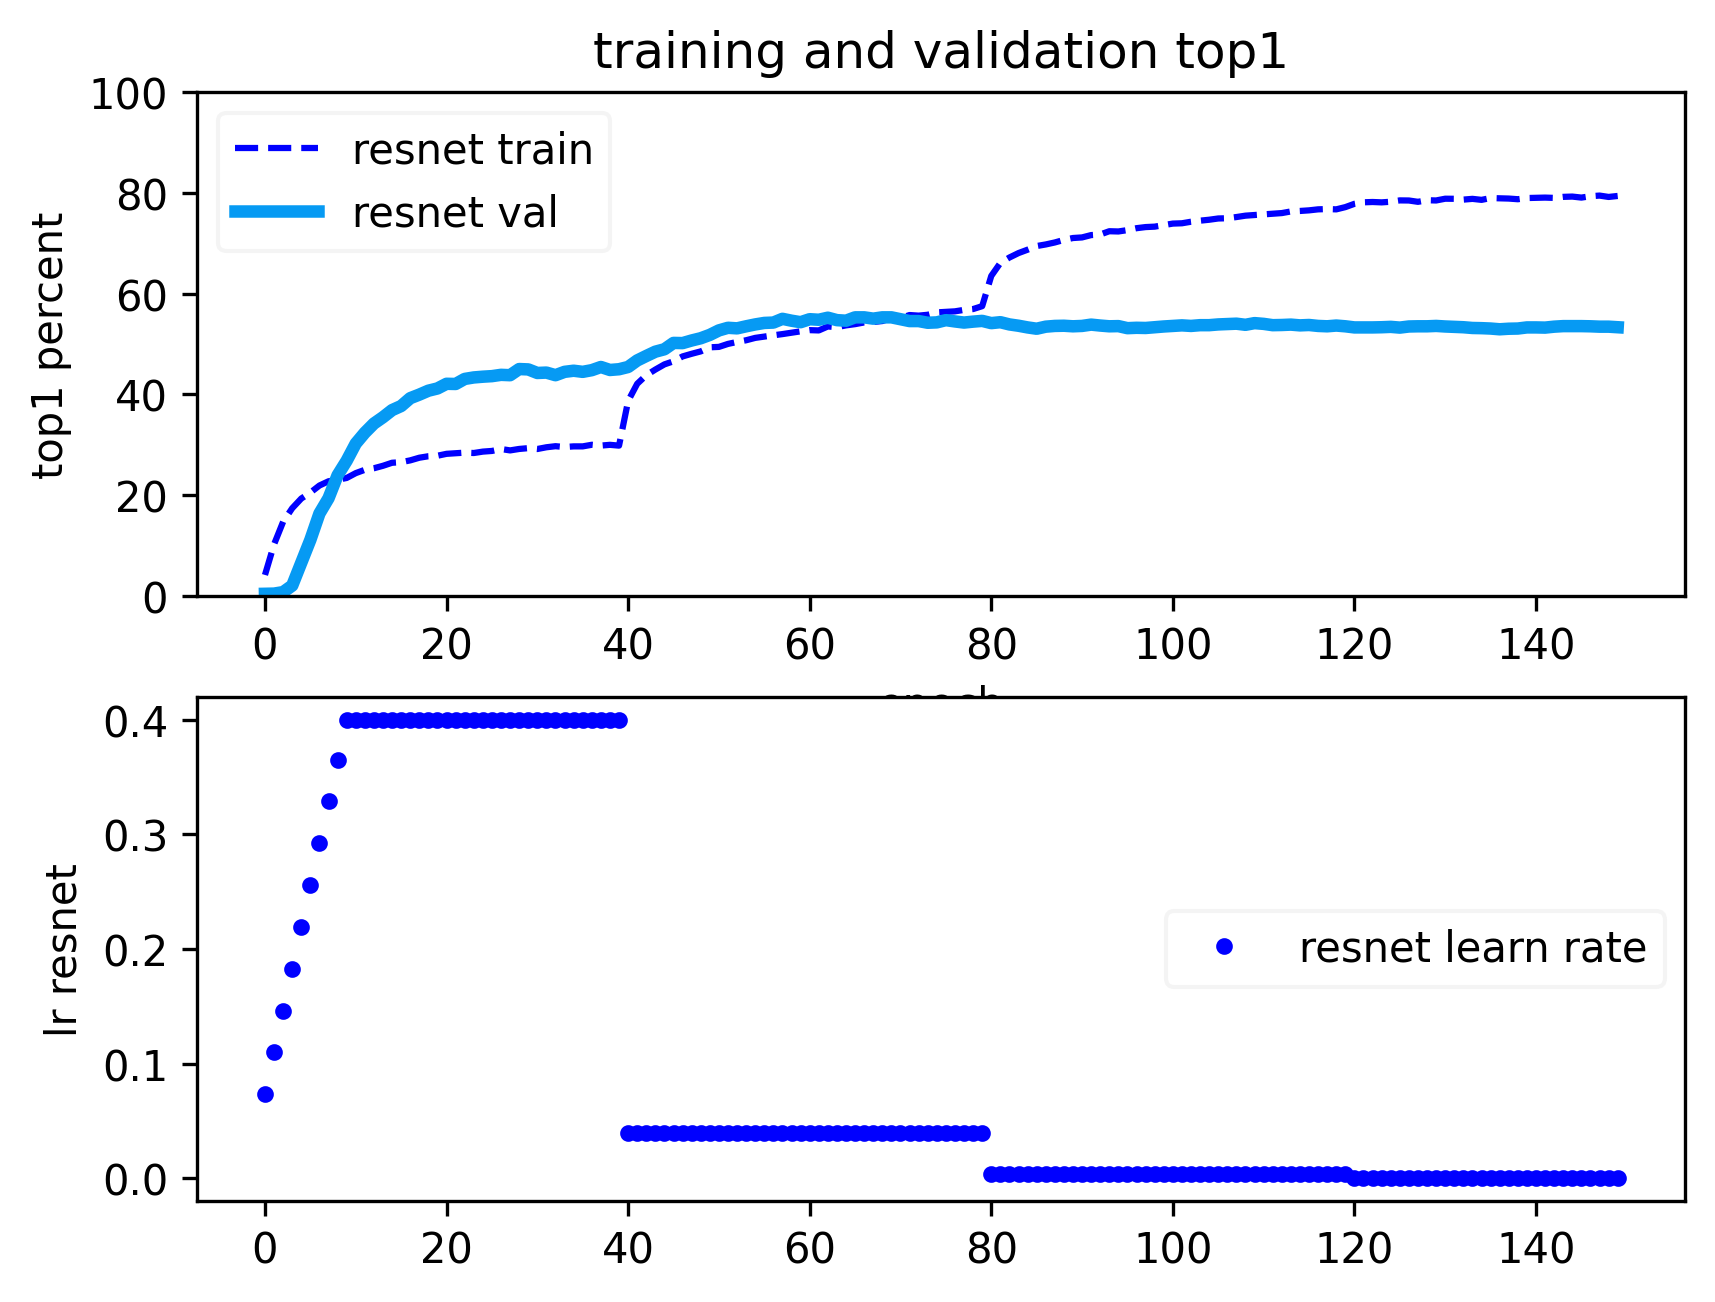 training and validation top1
100
80
60
40
20
0
top1 percent
resnet train
resnet val
0 20 40 60 80 100 120 140
0.4
0.3
0.2
0.1
0.0
lr resnet
resnet learn rate
0 20 40 60 80 100 120 140